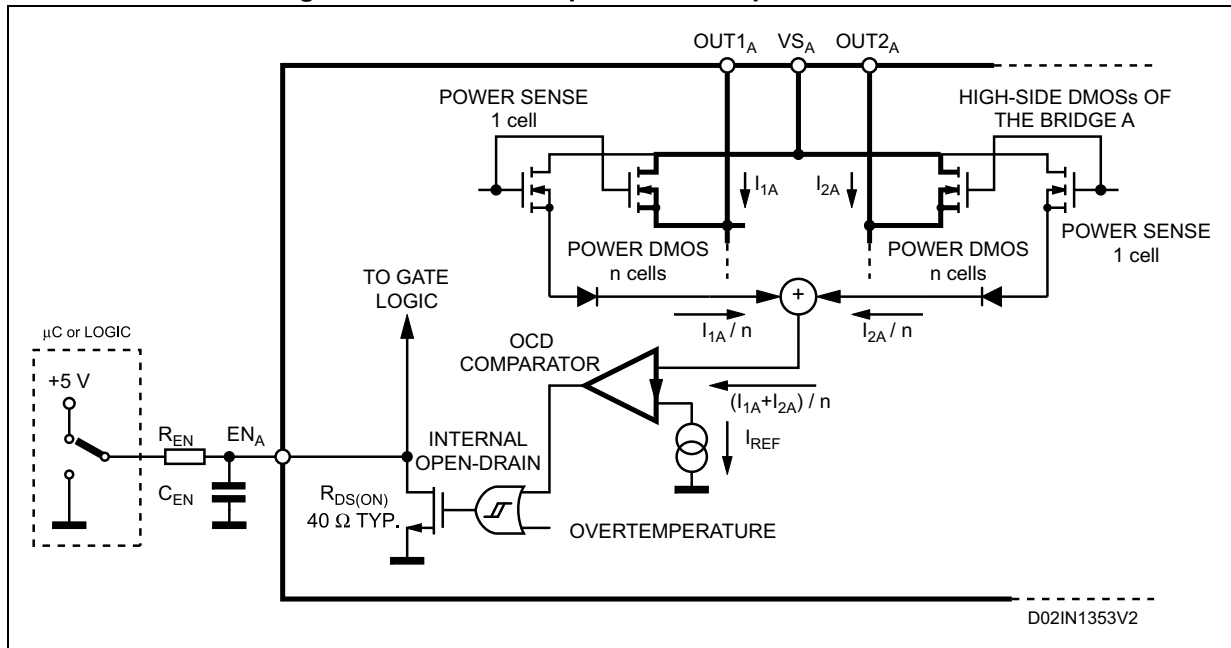 OUT1A VSA OUT2A
POWER SENSE
1 cell
HIGH-SIDE DMOSs OF
THE BRIDGE A
I1A
I2A
POWER SENSE
1 cell
POWER DMOS
n cells
POWER DMOS
n cells
TO GATE
LOGIC
+
I1A / n
I2A / n
μC or LOGIC
+5 V
OCD
COMPARATOR
(I1A+I2A) / n
IREF
REN
ENA
INTERNAL
OPEN-DRAIN
CEN
RDS(ON)
40 Ω TYP.
OVERTEMPERATURE
D02IN1353V2